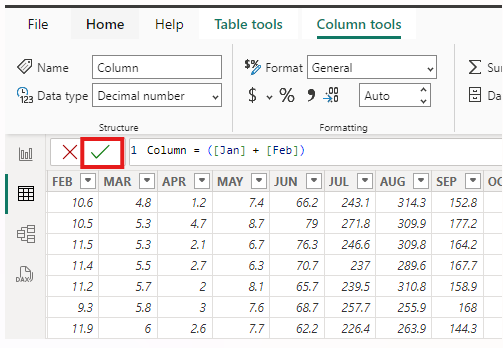 File Home Help Table tools Column tools
Name Column $% Format General Σ Su
Data type Decimal number $ % Auto Da
Structure Formatting
1 Column = ([Jan] + [Feb])
FEB MAR APR MAY JUN JUL AUG SEP OC
10.6 4.8 1.2 7.4 66.2 243.1 314.3 152.8
10.5 5.3 4.7 8.7 79 271.8 309.9 177.2
11.5 5.3 2.1 6.7 76.3 246.6 309.8 164.2
11.4 5.5 2.7 6.3 70.7 237 289.6 167.7
11.2 5.7 2 8.1 65.7 239.5 310.8 158.9
9.3 5.8 3 7.6 68.7 257.7 255.9 168
11.9 6 2.6 7.7 62.2 226.4 263.9 144.3